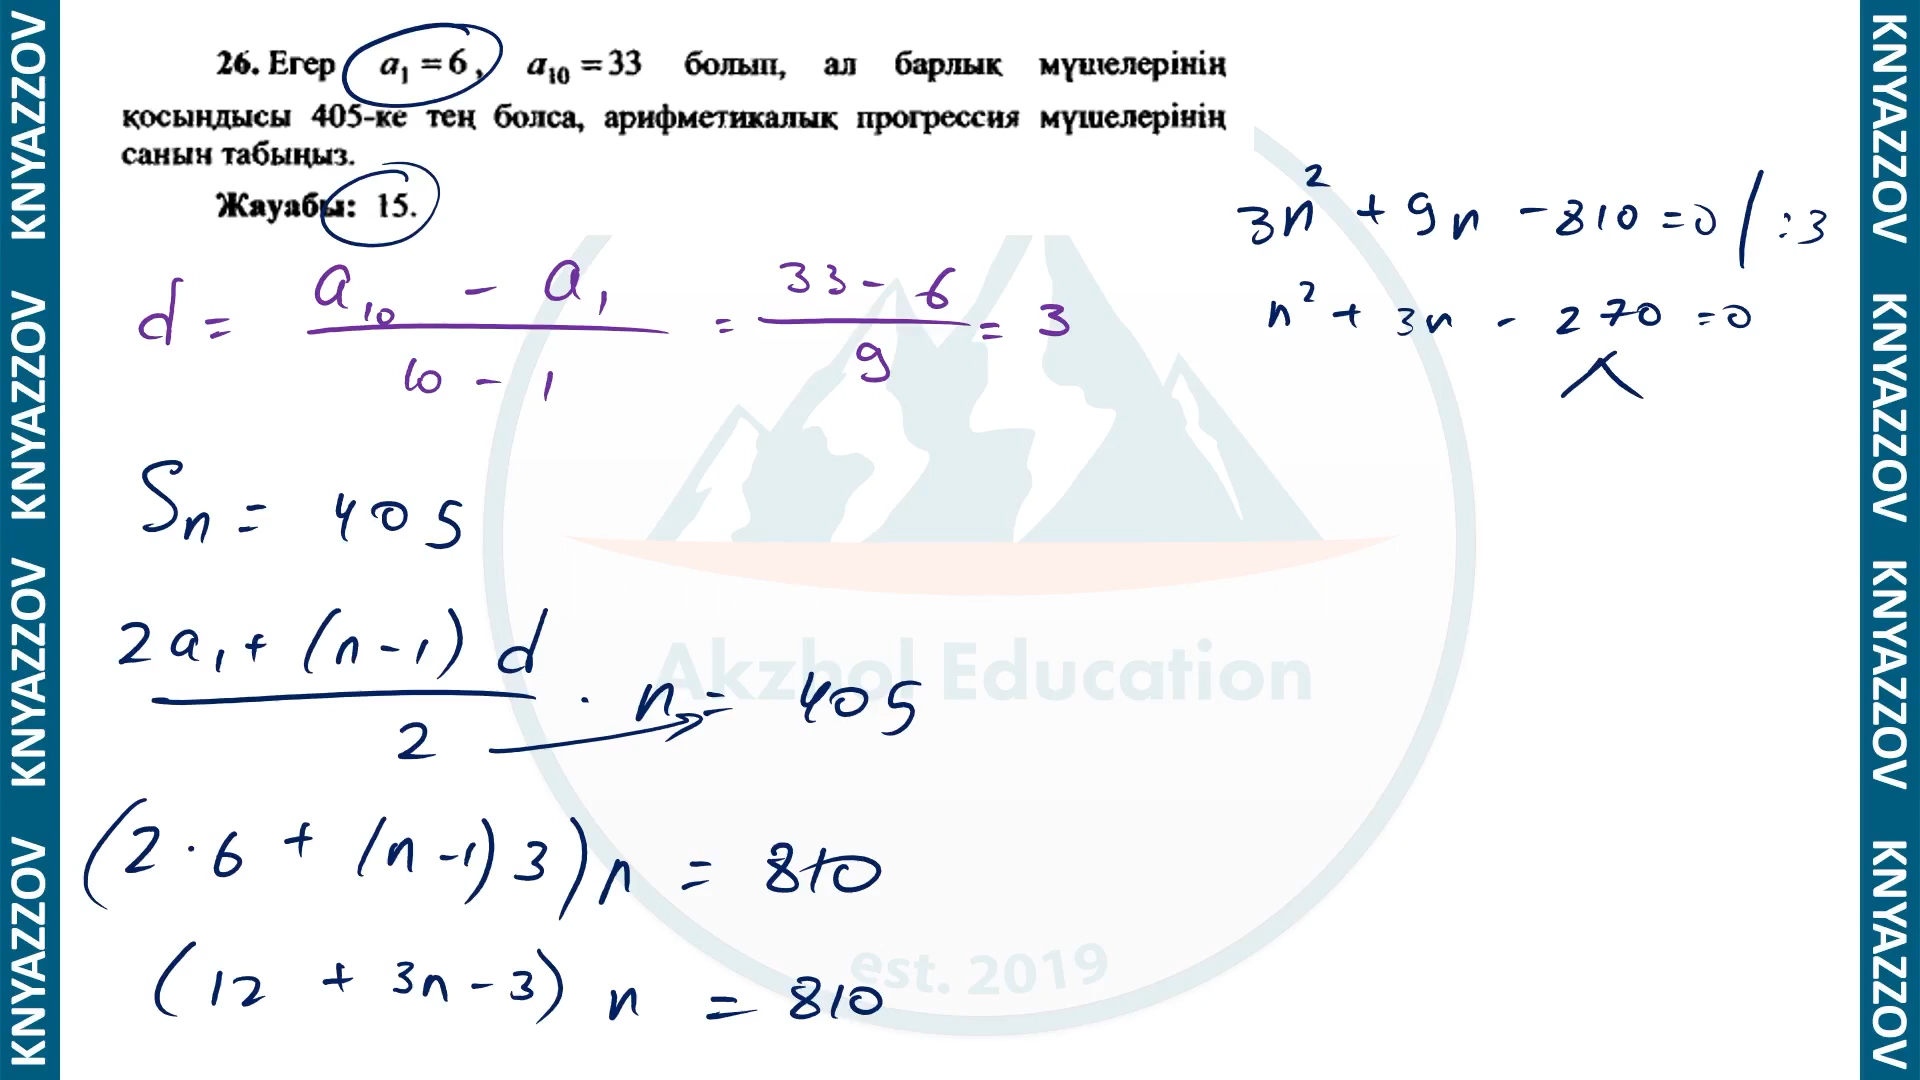 26. Егер a₁ = 6, a₁₀ = 33 болып, ал барлық мүшелерінің
қосындысы 405-ке тең болса, арифметикалық прогрессия мүшелерінің
санын табыңыз.
Жауабы: 15.
d = (a₁₀ - a₁)/(10 - 1) = (33 - 6)/9 = 3
Sₙ = 405
(2a₁ + (n-1)d)/2 · n = 405
(2·6 + (n-1)3)n = 810
(12 + 3n - 3) n = 810
3n² + 9n - 810 = 0 | :3
n² + 3n - 270 = 0
Akzhol Education
est. 2019
KNYAZZOV KNYAZZOV KNYAZZOV KNYAZZOV
KNYAZZOV KNYAZZOV KNYAZZOV KNYAZZOV